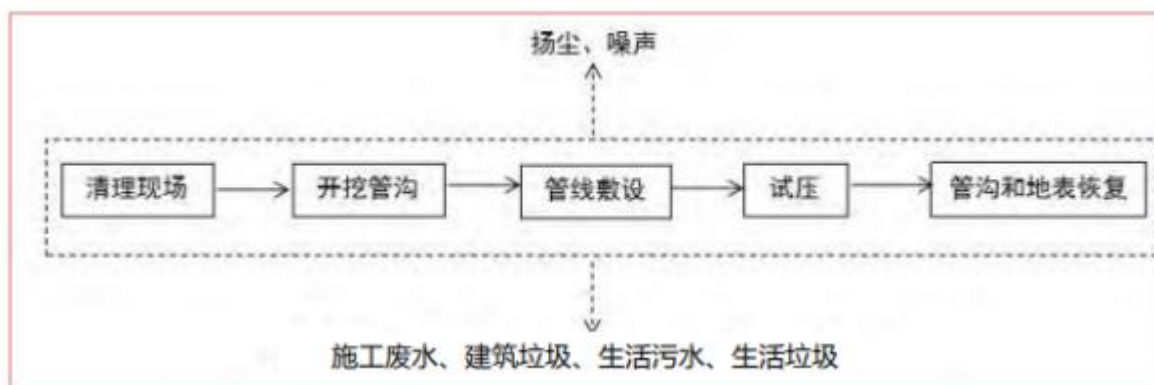 扬尘、噪声
清理现场
开挖管沟
管线敷设
试压
管沟和地表恢复
施工废水、建筑垃圾、生活污水、生活垃圾